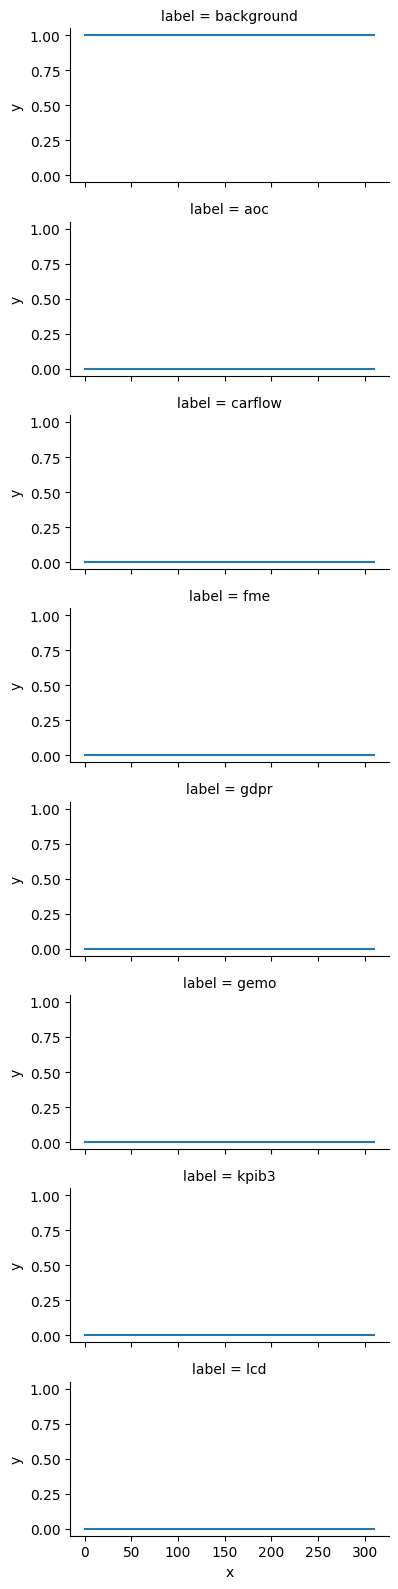 label = background
1.00
0.75
0.50
0.25
0.00
y
label = aoc
1.00
0.75
0.50
0.25
0.00
y
label = carflow
1.00
0.75
0.50
0.25
0.00
y
label = fme
1.00
0.75
0.50
0.25
0.00
y
label = gdpr
1.00
0.75
0.50
0.25
0.00
y
label = gemo
1.00
0.75
0.50
0.25
0.00
y
label = kpib3
1.00
0.75
0.50
0.25
0.00
y
label = lcd
1.00
0.75
0.50
0.25
0.00
y
0 50 100 150 200 250 300
x